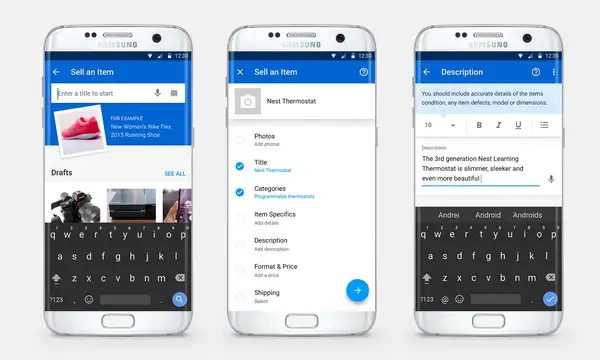 SAMSUNG
12:30
Sell an Item
Enter a title to start
FOR EXAMPLE
New Women's Nike Flex
2015 Running Shoe
Drafts
SEE ALL
q w e r t y u i o p
a s d f g h j k l
z x c v b n m
?123 , .
SAMSUNG
12:30
Sell an Item
Nest Thermostat
Photos
Add photos
Title
Nest Thermostat
Categories
Programmable thermostats
Item Specifics
Add details
Description
Add description
Format & Price
Add a price
Shipping
Select
SAMSUNG
12:30
Description
You should include accurate details of the items
condition, any item defects, model or dimensions.
10 B I U
Description
The 3rd generation Nest Learning
Thermostat is slimmer, sleeker and
even more beautiful
Andrei Android Androids
q w e r t y u i o p
a s d f g h j k l
z x c v b n m
?123 @ .